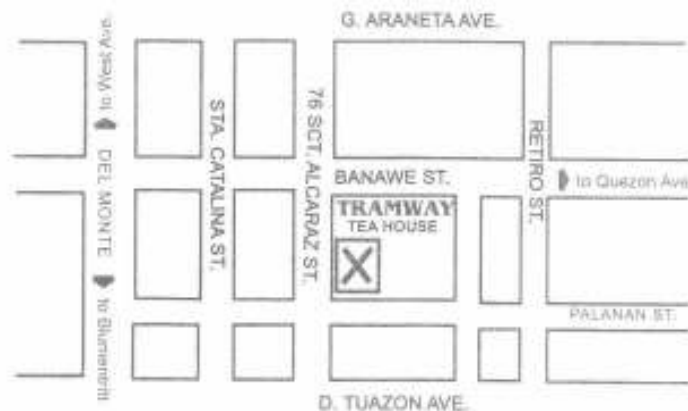 G. ARANETA AVE.
to West Ave.
DEL MONTE
to Blumentritt
STA. CATALINA ST.
76 SCT. ALCARAZ ST.
RETIRO ST.
BANAWE ST.
to Quezon Ave
TRAMWAY
TEA HOUSE
X
PALANAN ST.
D. TUAZON AVE.